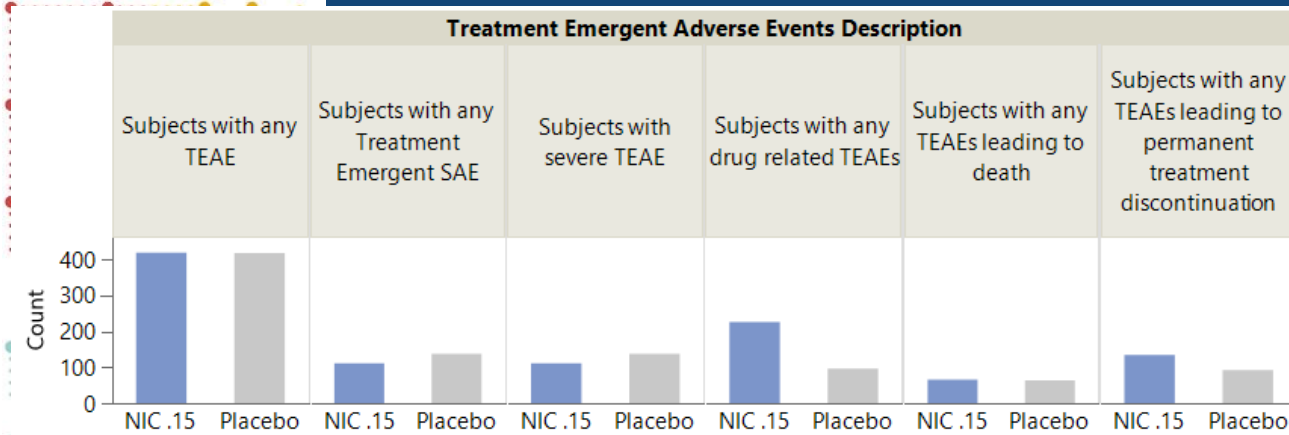 Treatment Emergent Adverse Events Description
Subjects with any
TEAE
Subjects with any
Treatment
Emergent SAE
Subjects with
severe TEAE
Subjects with any
drug related TEAEs
Subjects with any
TEAEs leading to
death
Subjects with any
TEAEs leading to
permanent
treatment
discontinuation
Count
400
300
200
100
0
NIC .15 Placebo NIC .15 Placebo NIC .15 Placebo NIC .15 Placebo NIC .15 Placebo NIC .15 Placebo